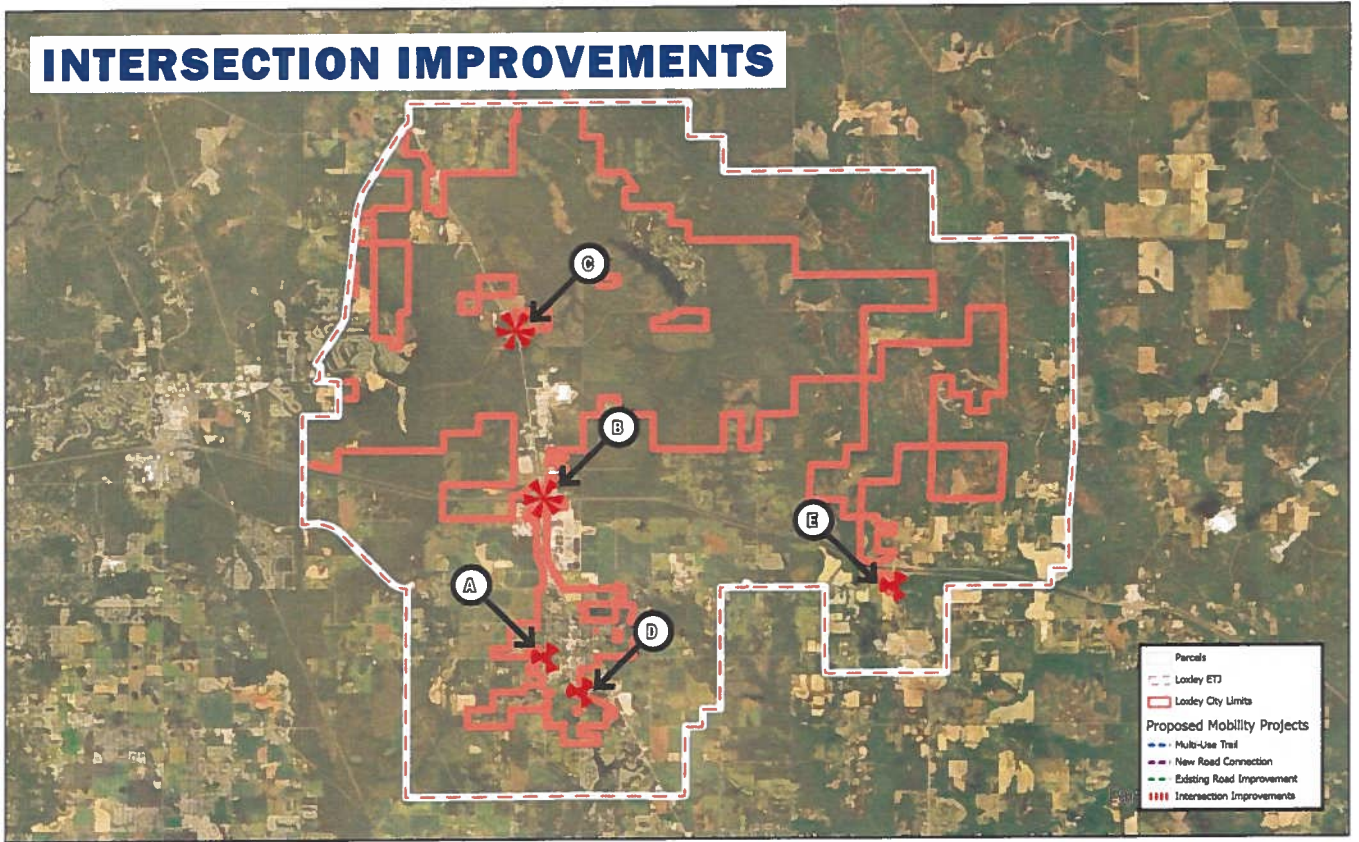 INTERSECTION IMPROVEMENTS
C
B
E
A
D
Parcels
Loxley ETJ
Loxley City Limits
Proposed Mobility Projects
Multi-Use Trail
New Road Connection
Existing Road Improvement
Intersection Improvements